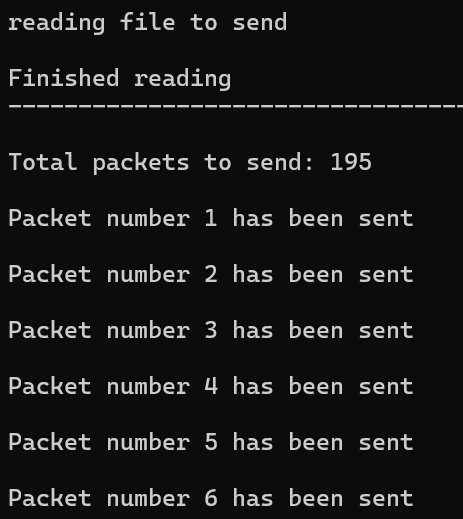 reading file to send
Finished reading
---------------------------------
Total packets to send: 195
Packet number 1 has been sent
Packet number 2 has been sent
Packet number 3 has been sent
Packet number 4 has been sent
Packet number 5 has been sent
Packet number 6 has been sent